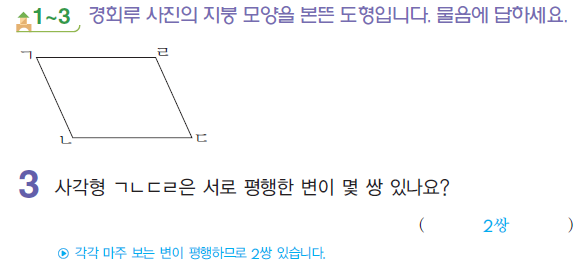 1~3 경회루 사진의 지붕 모양을 본뜬 도형입니다. 물음에 답하세요.
ㄱ ㄹ
ㄴ ㄷ
3 사각형 ㄱㄴㄷㄹ은 서로 평행한 변이 몇 쌍 있나요?
( 2쌍 )
각각 마주 보는 변이 평행하므로 2쌍 있습니다.